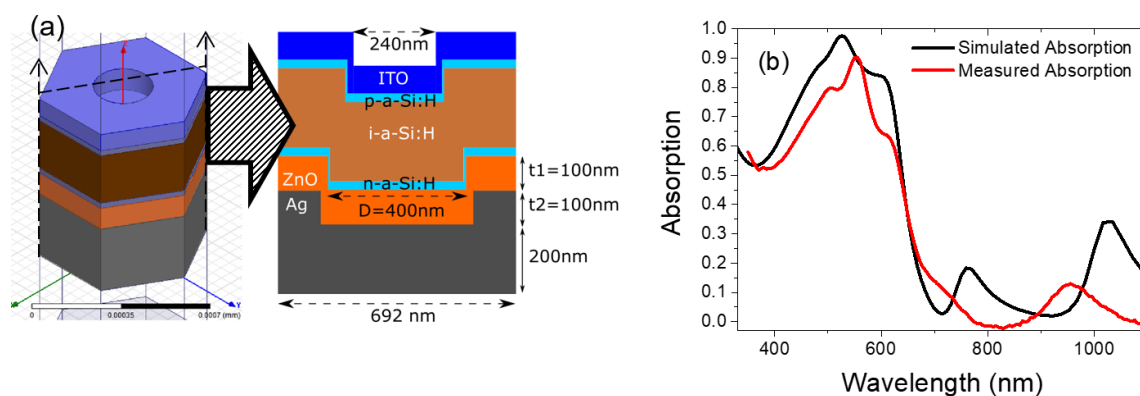 (a)
0
0.00035
0.0007 (mm)
Y
240nm
ITO
p-a-Si:H
i-a-Si:H
ZnO
n-a-Si:H
t1=100nm
Ag
D=400nm
t2=100nm
200nm
692 nm
(b)
Simulated Absorption
Measured Absorption
Absorption
1.0
0.9
0.8
0.7
0.6
0.5
0.4
0.3
0.2
0.1
0.0
400 600 800 1000
Wavelength (nm)